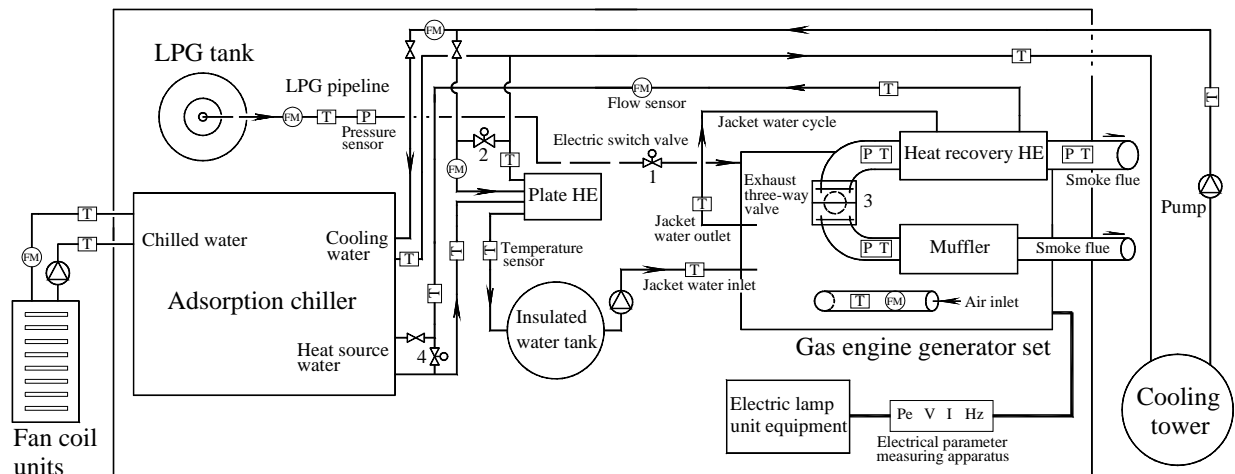 FM
LPG tank
T
LPG pipeline
FM
T
P
Pressure
sensor
FM
Flow sensor
T
T
T
Jacket water cycle
Electric switch valve
2
1
FM
T
Plate HE
P T
Heat recovery HE
P T
Smoke flue
Exhaust
three-way
valve
3
T
Jacket
water outlet
P T
Muffler
Smoke flue
Pump
T
FM
T
Chilled water
Cooling
water
T
T
T
T
Temperature
sensor
T
Jacket water inlet
Adsorption chiller
Insulated
water tank
T
FM
Air inlet
Heat source
water
4
Gas engine generator set
Fan coil
units
Electric lamp
unit equipment
Pe V I Hz
Electrical parameter
measuring apparatus
Cooling
tower